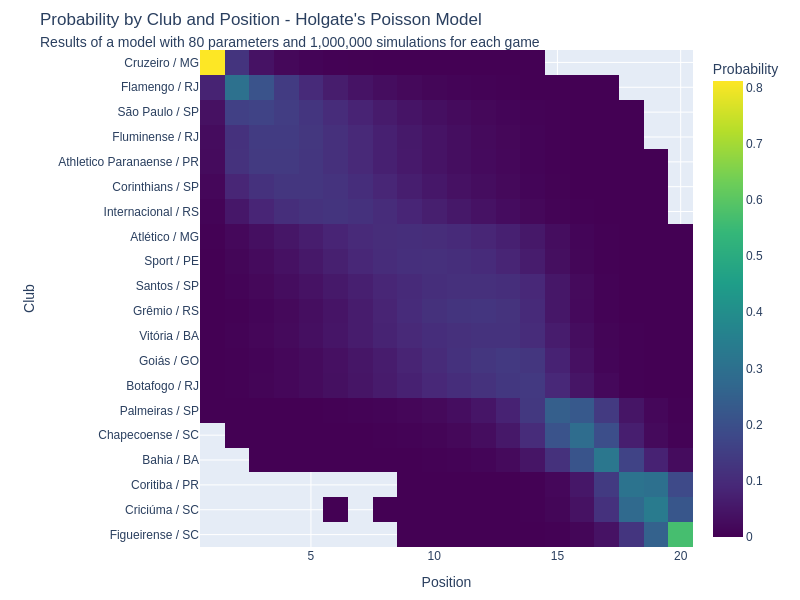 Probability by Club and Position - Holgate's Poisson Model
Results of a model with 80 parameters and 1,000,000 simulations for each game
Probability
Club
Cruzeiro / MG
Flamengo / RJ
São Paulo / SP
Fluminense / RJ
Athletico Paranaense / PR
Corinthians / SP
Internacional / RS
Atlético / MG
Sport / PE
Santos / SP
Grêmio / RS
Vitória / BA
Goiás / GO
Botafogo / RJ
Palmeiras / SP
Chapecoense / SC
Bahia / BA
Coritiba / PR
Criciúma / SC
Figueirense / SC
0.8
0.7
0.6
0.5
0.4
0.3
0.2
0.1
0
5
10
15
20
Position